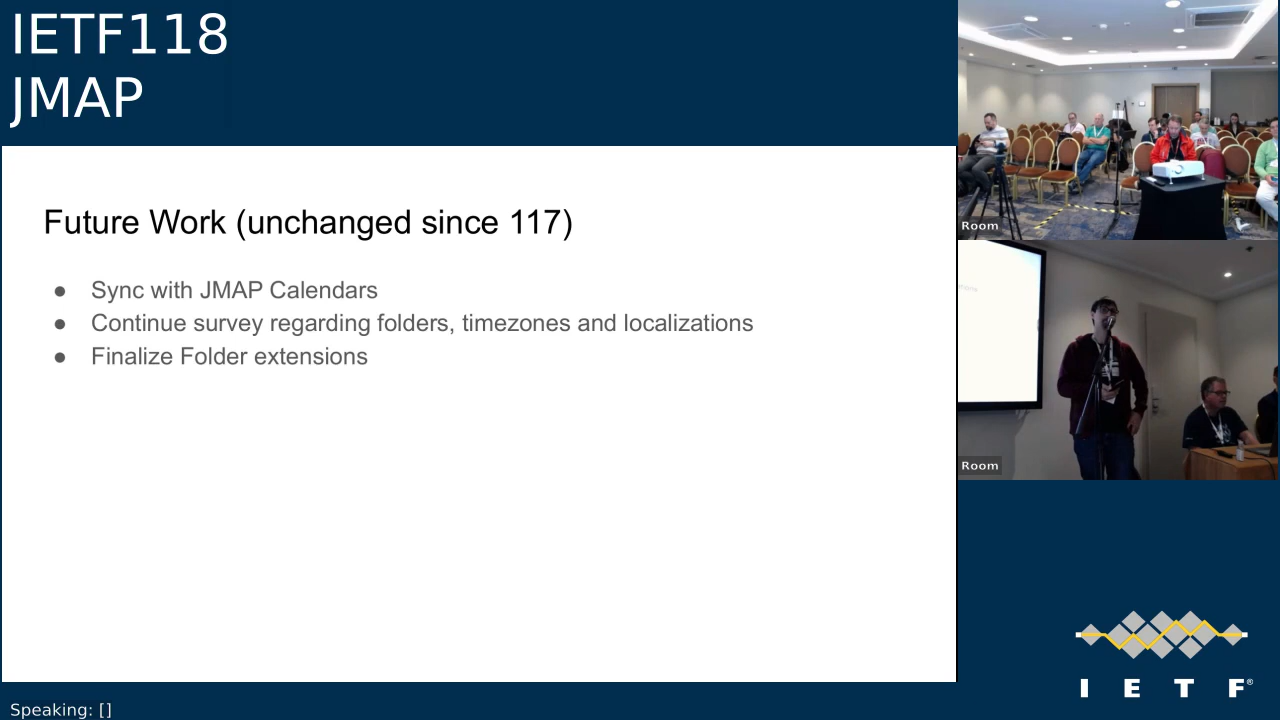 IETF118
JMAP
Future Work (unchanged since 117)
● Sync with JMAP Calendars
● Continue survey regarding folders, timezones and localizations
● Finalize Folder extensions
Room
Room
I E T F®
Speaking: []